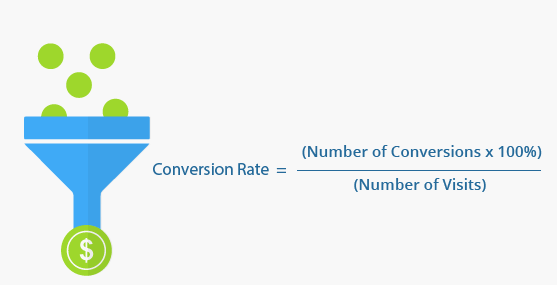 (Number of Conversions x 100%)
Conversion Rate =
(Number of Visits)
$